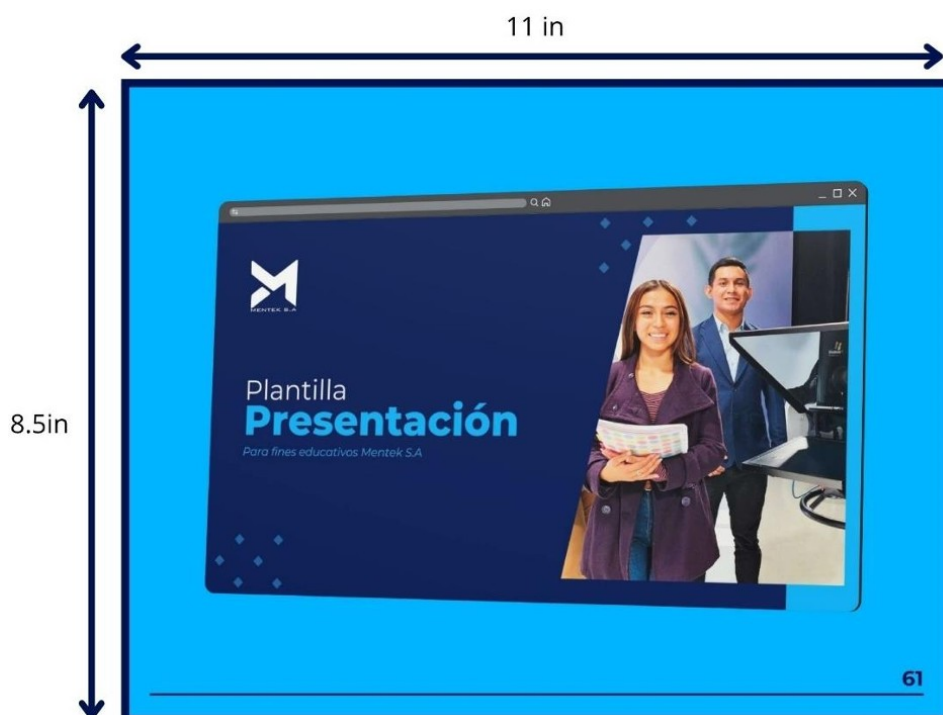 11 in
8.5in
MENTEK S.A
Plantilla
Presentación
Para fines educativos Mentek S.A
61